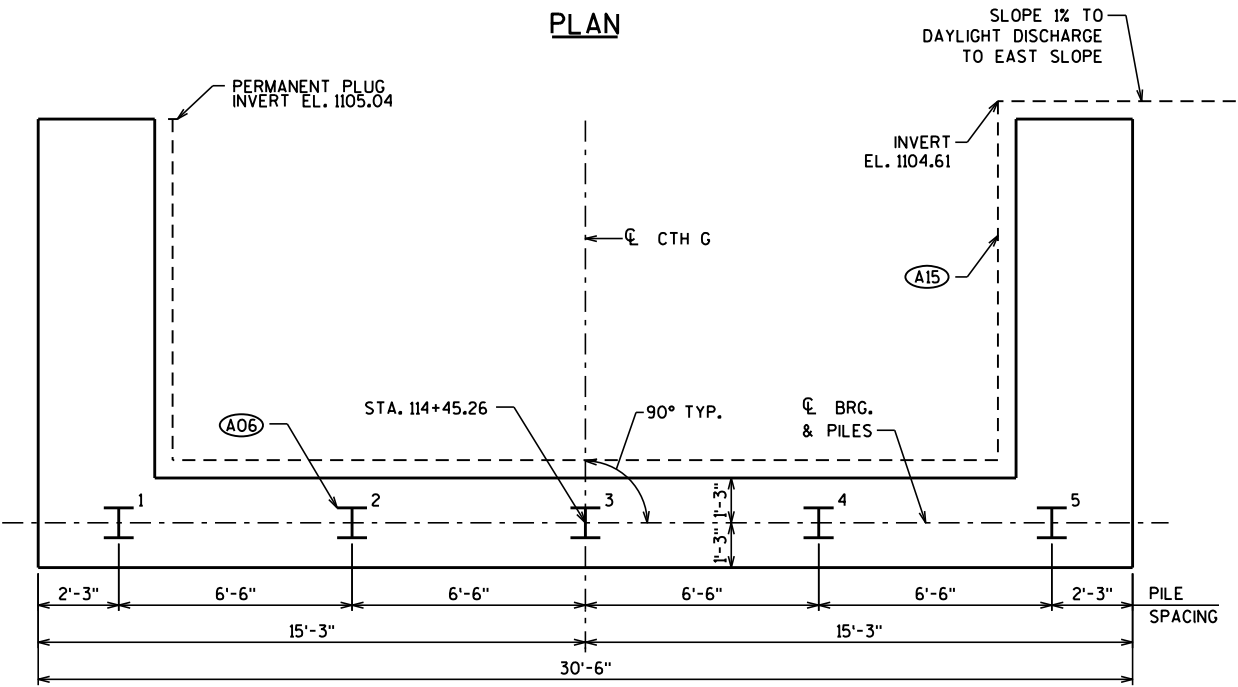 PLAN
SLOPE 1% TO
DAYLIGHT DISCHARGE
TO EAST SLOPE
PERMANENT PLUG
INVERT EL. 1105.04
INVERT
EL. 1104.61
℄ CTH G
A15
STA. 114+45.26
90° TYP.
℄ BRG.
& PILES
A06
1
2
3
4
5
1'-3"
1'-3"
2'-3"
6'-6"
6'-6"
6'-6"
6'-6"
2'-3"
PILE
SPACING
15'-3"
15'-3"
30'-6"